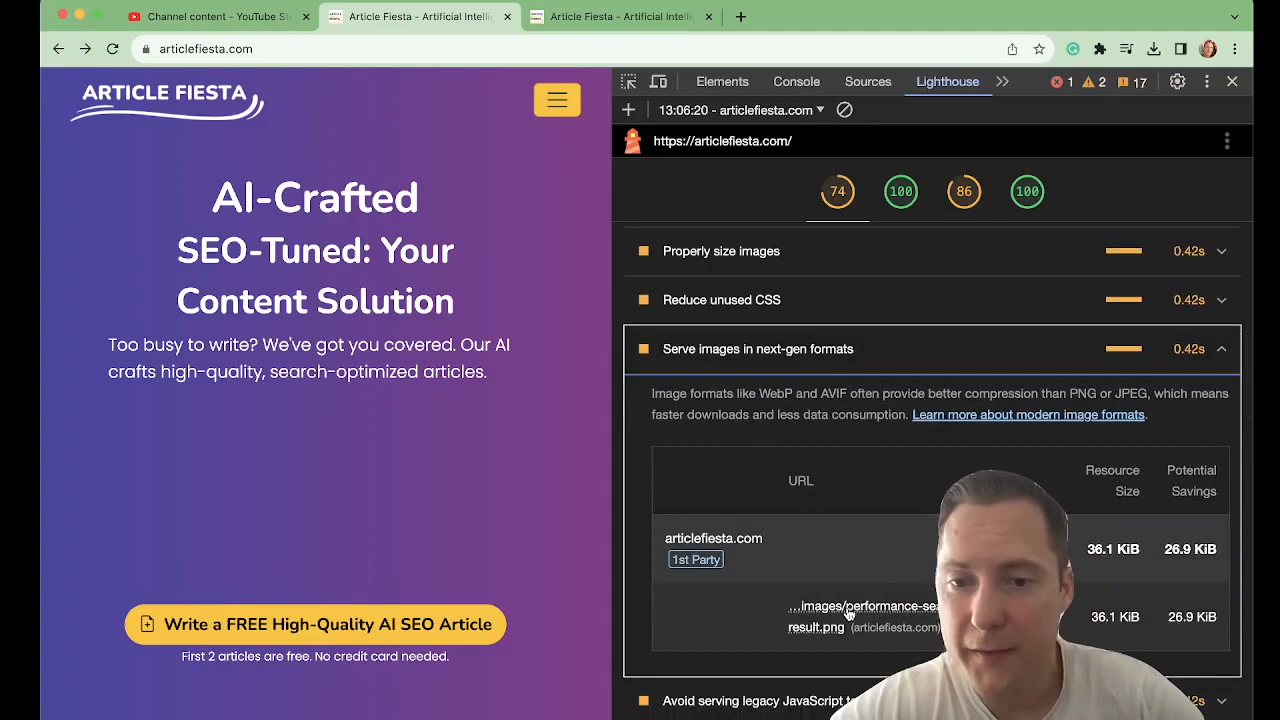 Channel content - YouTube St
Article Fiesta - Artificial Intellig
Article Fiesta - Artificial Intelli
articlefiesta.com
ARTICLE FIESTA
AI-Crafted
SEO-Tuned: Your
Content Solution
Too busy to write? We've got you covered. Our AI
crafts high-quality, search-optimized articles.
Write a FREE High-Quality AI SEO Article
First 2 articles are free. No credit card needed.
Elements Console Sources Lighthouse 1 2 17
13:06:20 - articlefiesta.com
https://articlefiesta.com/
74 100 86 100
Properly size images 0.42s
Reduce unused CSS 0.42s
Serve images in next-gen formats 0.42s
Image formats like WebP and AVIF often provide better compression than PNG or JPEG, which means
faster downloads and less data consumption. Learn more about modern image formats.
URL
Resource
Size
Potential
Savings
articlefiesta.com
1st Party
36.1 KiB 26.9 KiB
…images/performance-sea
result.png (articlefiesta.com)
36.1 KiB 26.9 KiB
Avoid serving legacy JavaScript to